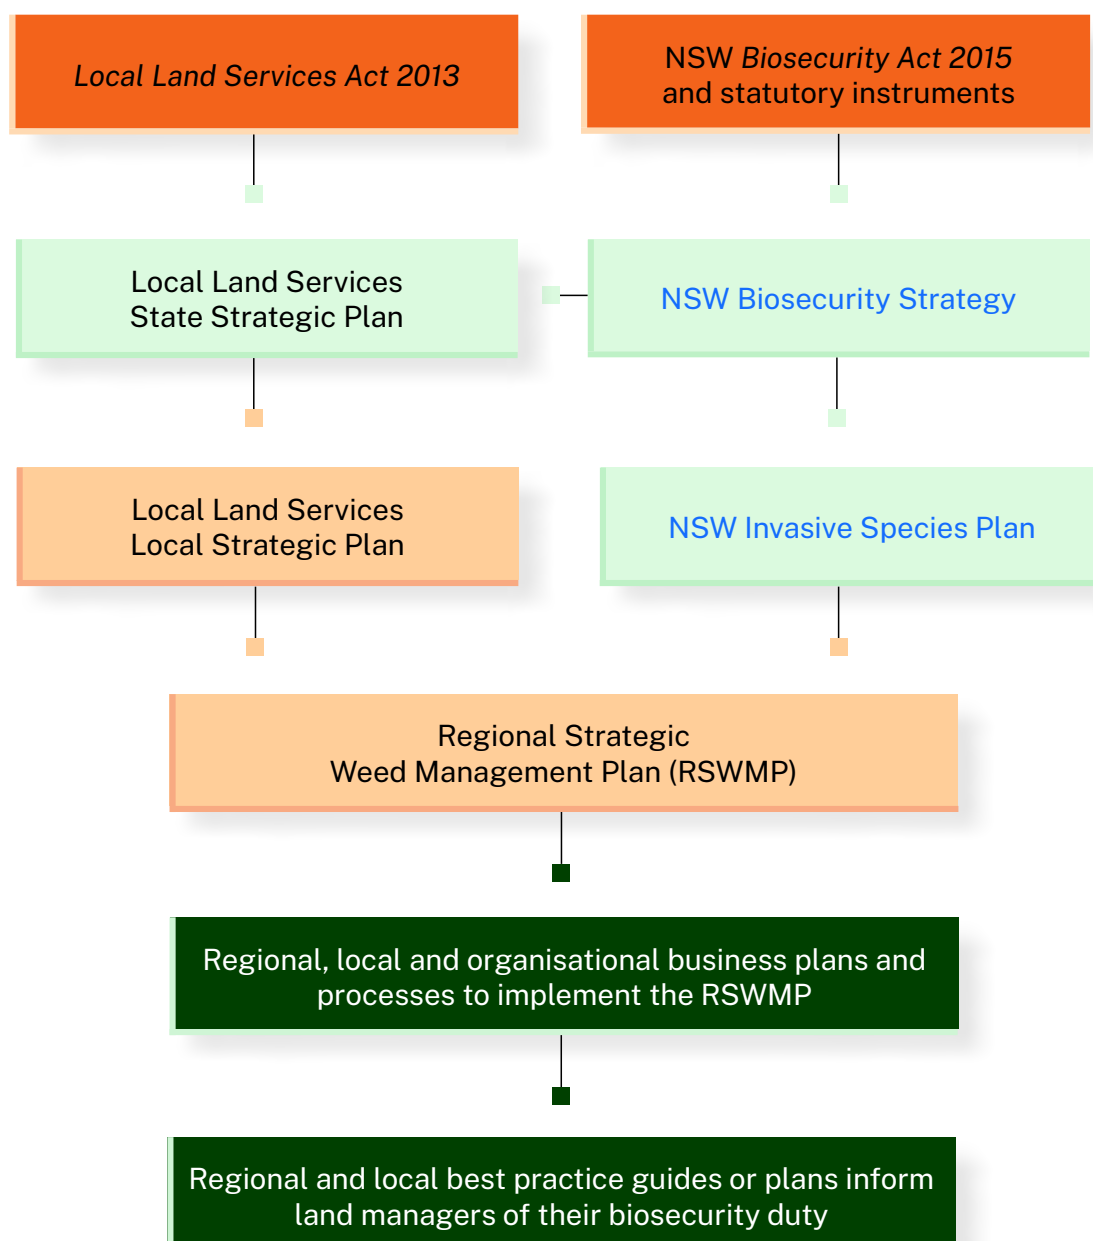 Local Land Services Act 2013
NSW Biosecurity Act 2015
and statutory instruments
Local Land Services
State Strategic Plan
NSW Biosecurity Strategy
Local Land Services
Local Strategic Plan
NSW Invasive Species Plan
Regional Strategic
Weed Management Plan (RSWMP)
Regional, local and organisational business plans and
processes to implement the RSWMP
Regional and local best practice guides or plans inform
land managers of their biosecurity duty